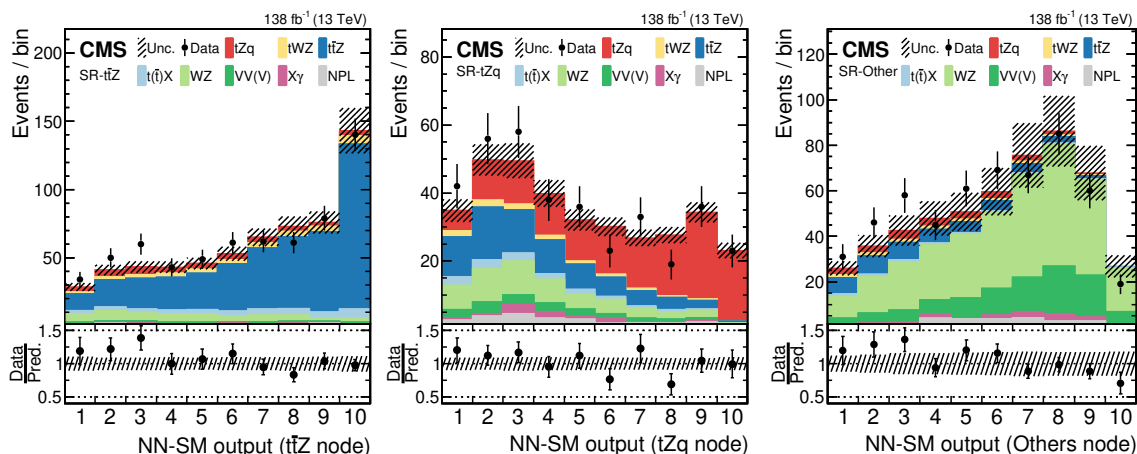 138 fb⁻¹ (13 TeV)
Events / bin
CMS
Unc. Data tZq tWZ tt̄Z
SR-tt̄Z t(t̄)X WZ VV(V) Xγ NPL
200
150
100
50
Data
Pred.
1.5
1
0.5
1 2 3 4 5 6 7 8 9 10
NN-SM output (tt̄Z node)
138 fb⁻¹ (13 TeV)
Events / bin
CMS
Unc. Data tZq tWZ tt̄Z
SR-tZq t(t̄)X WZ VV(V) Xγ NPL
80
60
40
20
Data
Pred.
1.5
1
0.5
1 2 3 4 5 6 7 8 9 10
NN-SM output (tZq node)
138 fb⁻¹ (13 TeV)
Events / bin
CMS
Unc. Data tZq tWZ tt̄Z
SR-Other t(t̄)X WZ VV(V) Xγ NPL
120
100
80
60
40
20
Data
Pred.
1.5
1
0.5
1 2 3 4 5 6 7 8 9 10
NN-SM output (Others node)